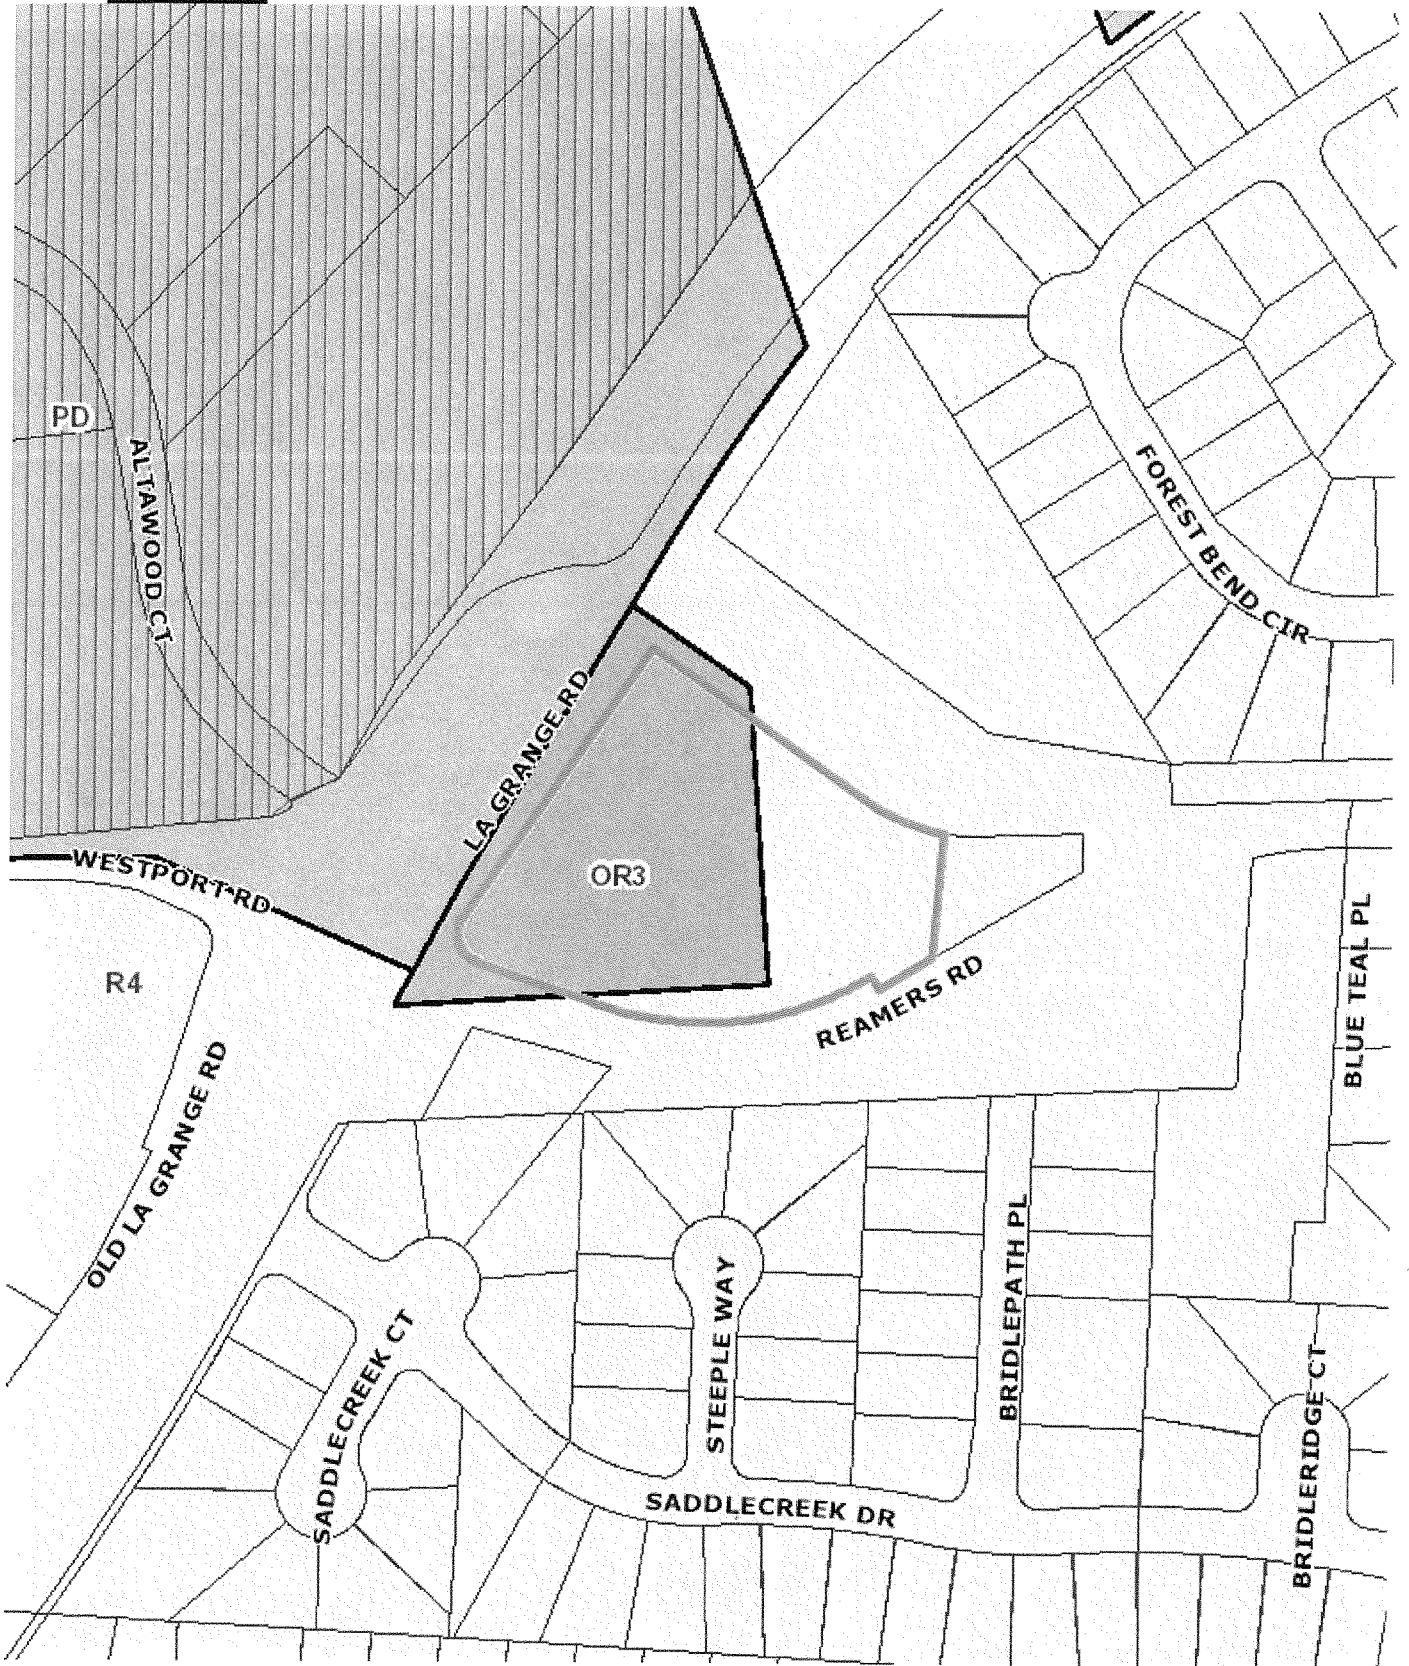 PD
ALTAWOOD CT
FOREST BEND CIR
LA GRANGE RD
OR3
WESTPORT RD
R4
REAMERS RD
BLUE TEAL PL
OLD LA GRANGE RD
SADDLECREEK CT
STEEPLE WAY
BRIDLEPATH PL
BRIDLERIDGE CT
SADDLECREEK DR